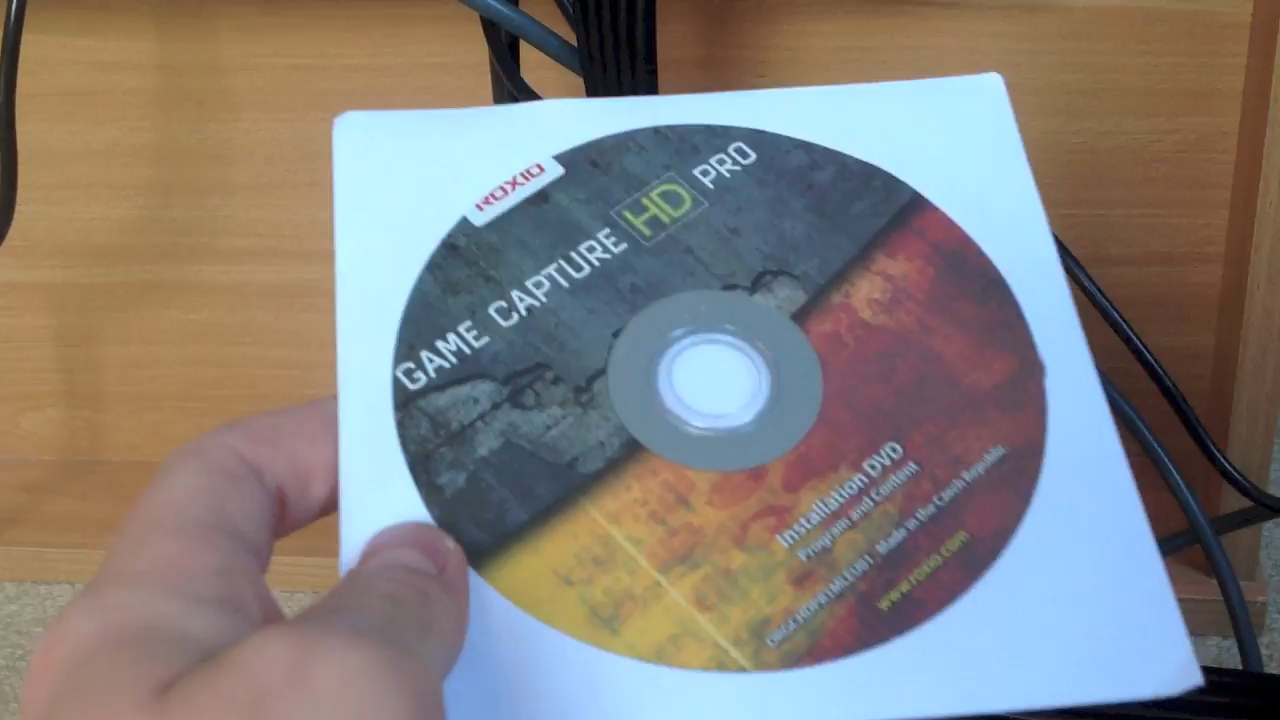 ROXIO
GAME CAPTURE HD PRO
Installation DVD
Program and Content
Made in the Czech Republic
www.roxio.com